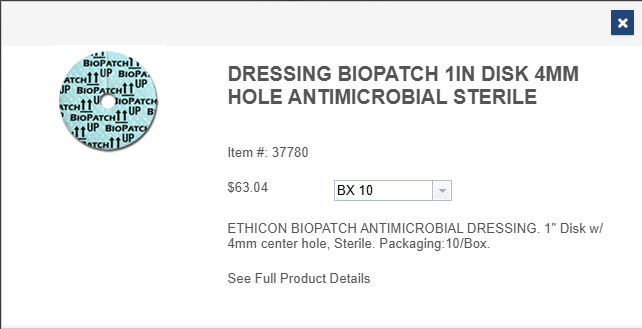 BIOPATCH BIOPATCH
UP UP
BIOPATCH
UP UP
BIOPATCH
UP
DRESSING BIOPATCH 1IN DISK 4MM
HOLE ANTIMICROBIAL STERILE
Item #: 37780
$63.04
BX 10
ETHICON BIOPATCH ANTIMICROBIAL DRESSING. 1" Disk w/
4mm center hole, Sterile. Packaging:10/Box.
See Full Product Details